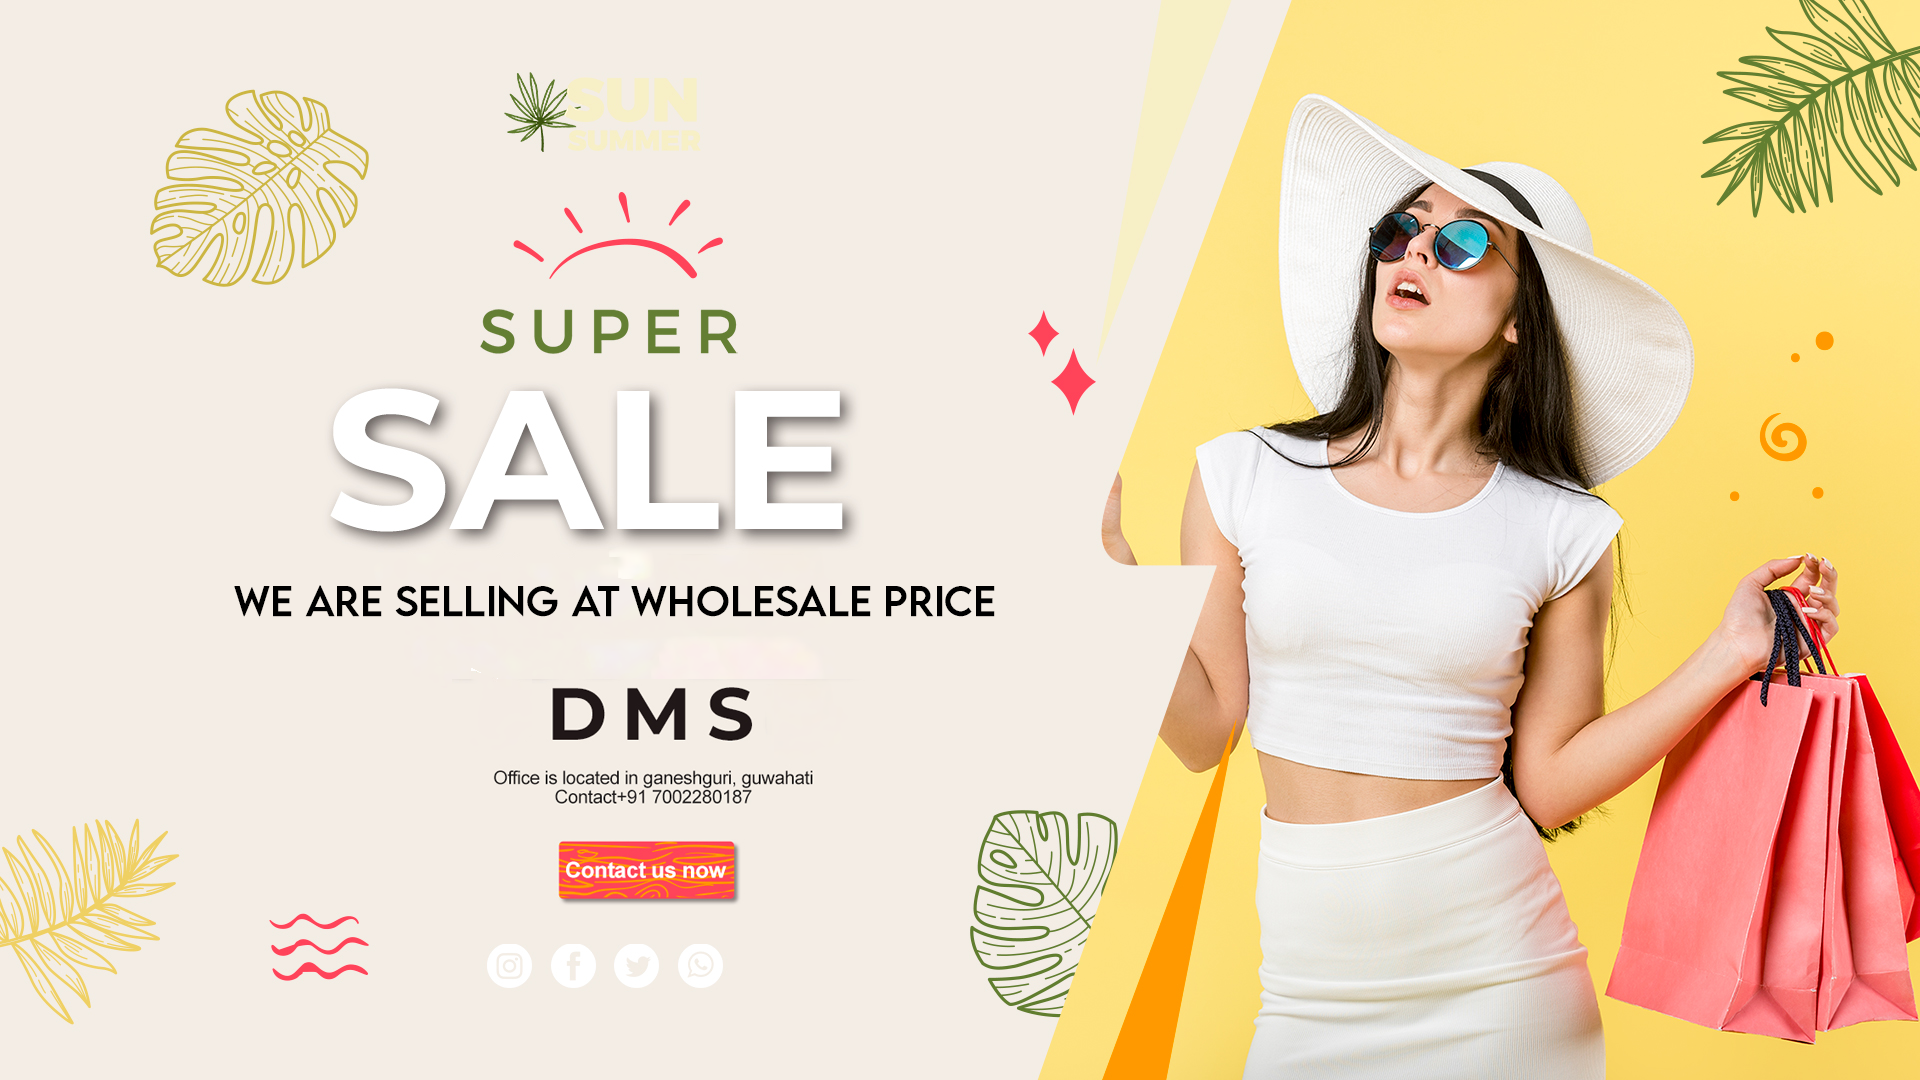 SUN
SUMMER
SUPER
SALE
WE ARE SELLING AT WHOLESALE PRICE
DMS
Office is located in ganeshguri, guwahati
Contact+91 7002280187
Contact us now